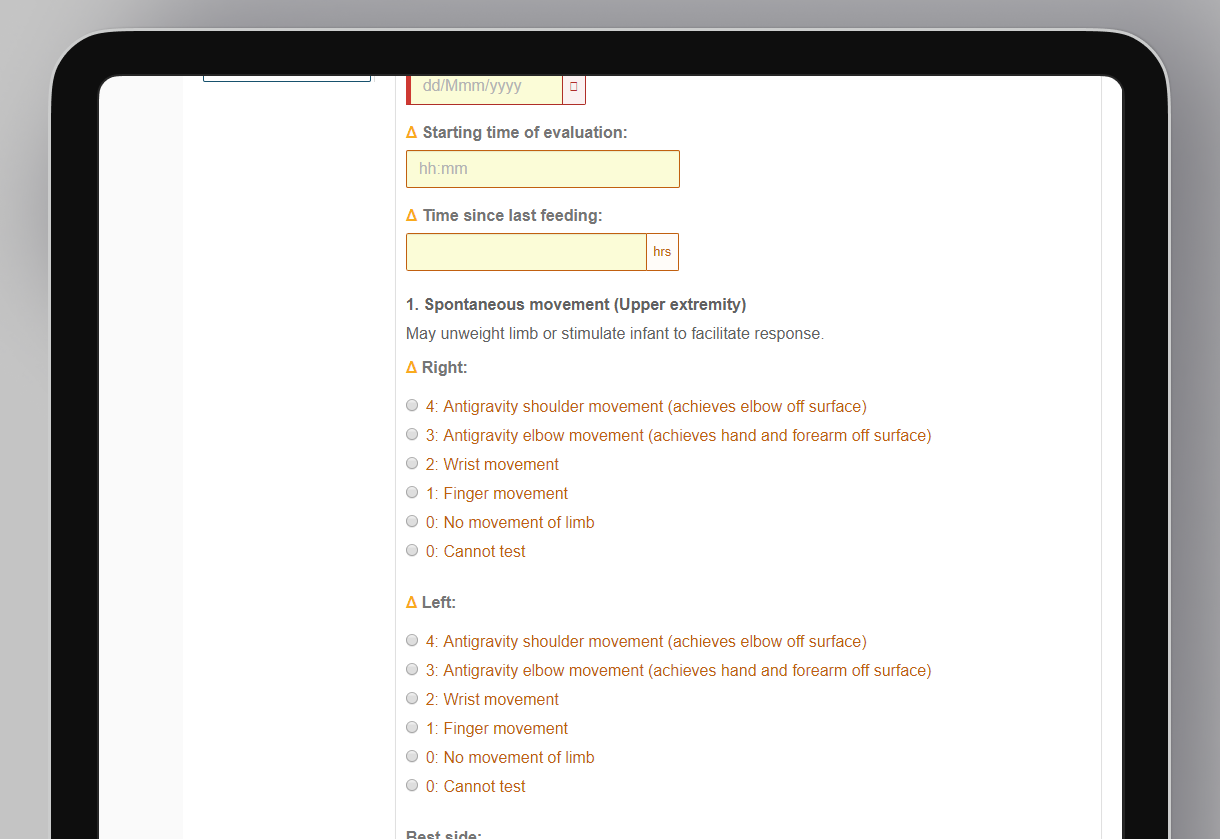 dd/Mmm/yyyy
Δ Starting time of evaluation:
hh:mm
Δ Time since last feeding:
hrs
1. Spontaneous movement (Upper extremity)
May unweight limb or stimulate infant to facilitate response.
Δ Right:
4: Antigravity shoulder movement (achieves elbow off surface)
3: Antigravity elbow movement (achieves hand and forearm off surface)
2: Wrist movement
1: Finger movement
0: No movement of limb
0: Cannot test
Δ Left:
4: Antigravity shoulder movement (achieves elbow off surface)
3: Antigravity elbow movement (achieves hand and forearm off surface)
2: Wrist movement
1: Finger movement
0: No movement of limb
0: Cannot test
Best side: